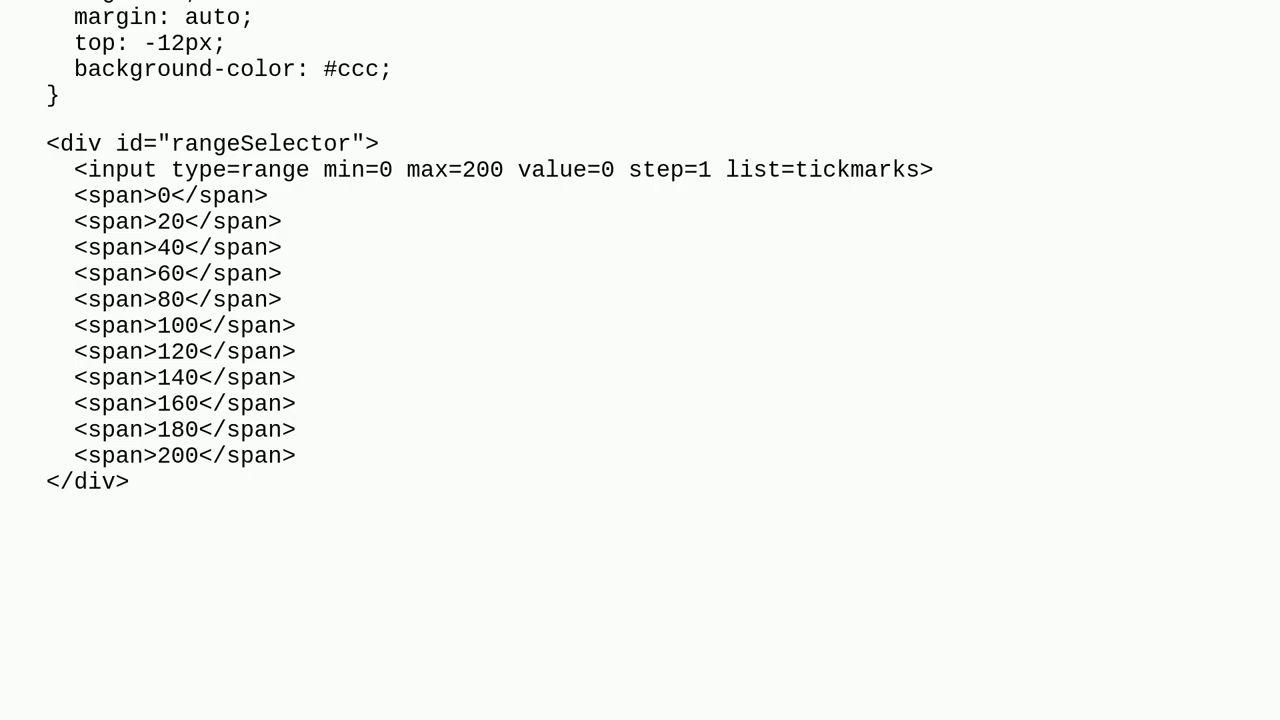 margin: auto;
top: -12px;
background-color: #ccc;
}
<div id="rangeSelector">
<input type=range min=0 max=200 value=0 step=1 list=tickmarks>
<span>0</span>
<span>20</span>
<span>40</span>
<span>60</span>
<span>80</span>
<span>100</span>
<span>120</span>
<span>140</span>
<span>160</span>
<span>180</span>
<span>200</span>
</div>